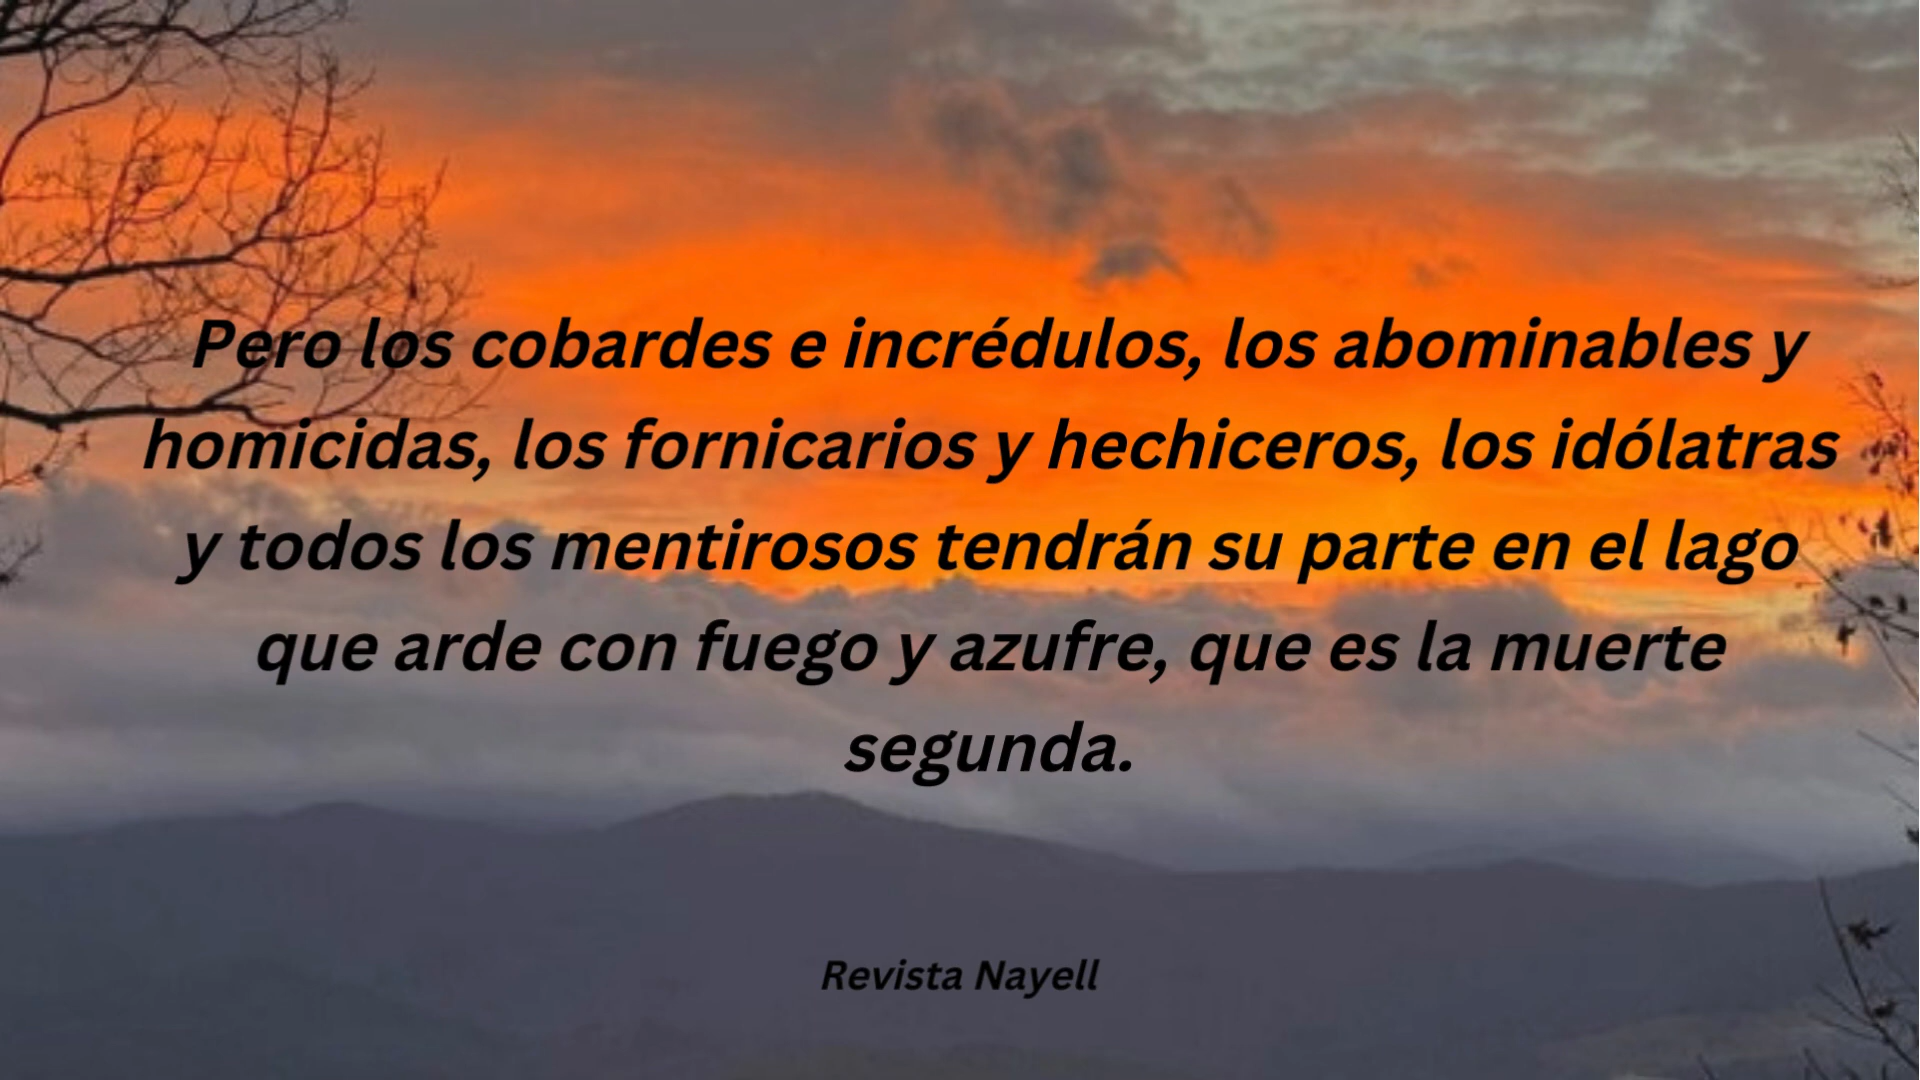 Pero los cobardes e incrédulos, los abominables y
homicidas, los fornicarios y hechiceros, los idólatras
y todos los mentirosos tendrán su parte en el lago
que arde con fuego y azufre, que es la muerte
segunda.
Revista Nayell